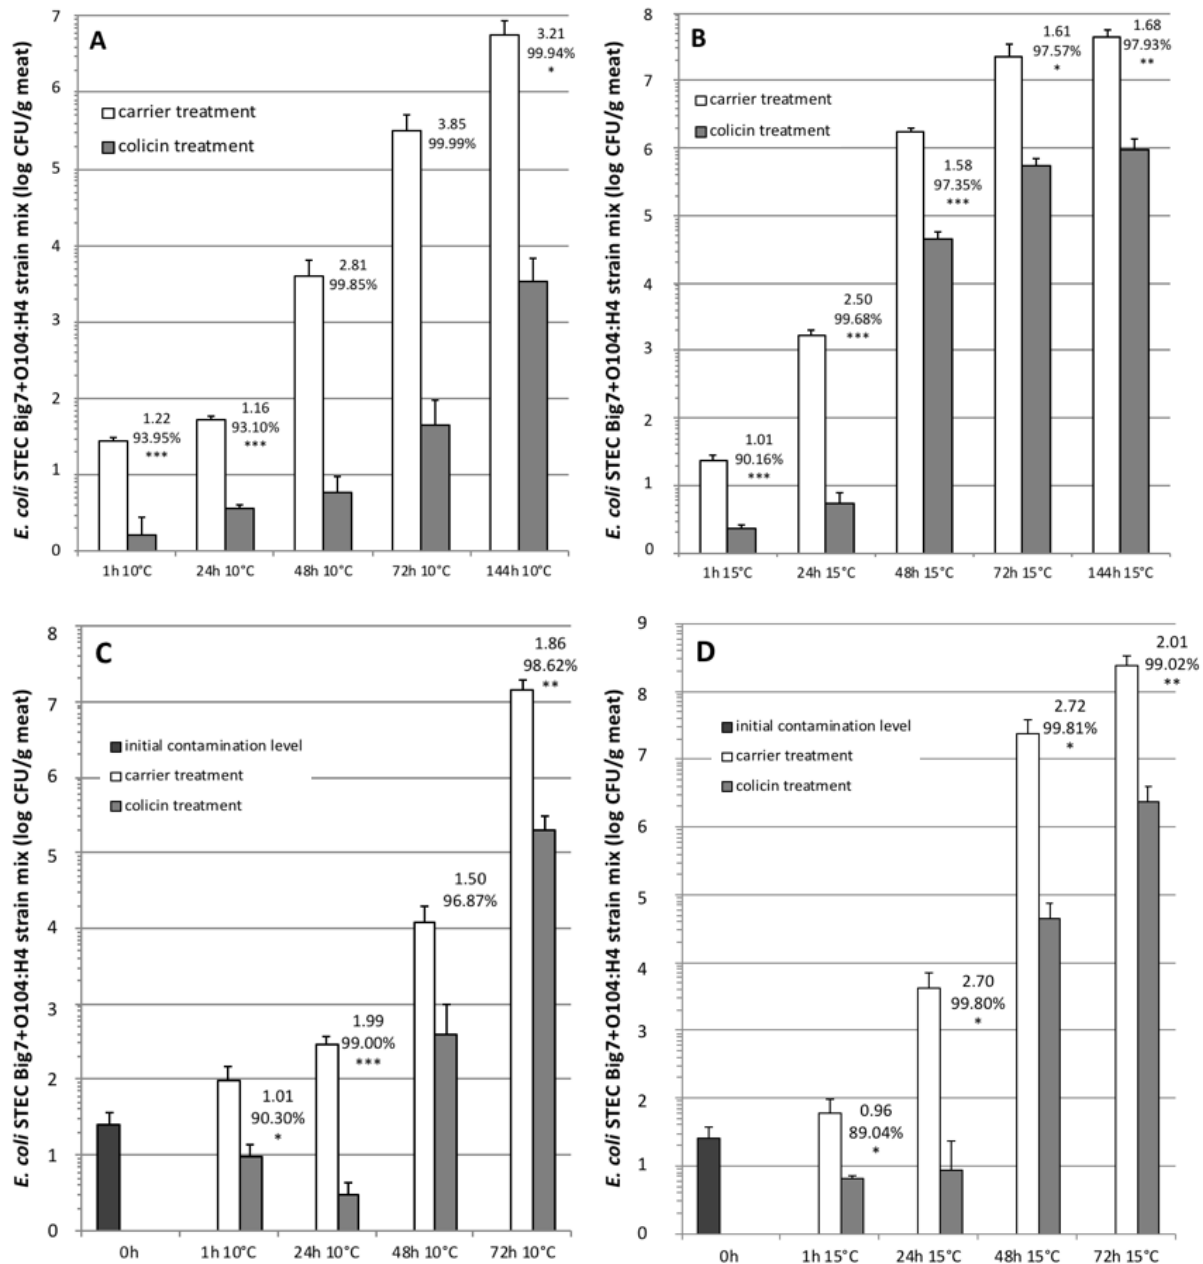 A
E. coli STEC Big7+O104:H4 strain mix (log CFU/g meat)
7
6
5
4
3
2
1
0
carrier treatment
colicin treatment
1.22
93.95%
***
1.16
93.10%
***
2.81
99.85%
3.85
99.99%
3.21
99.94%
*
1h 10°C
24h 10°C
48h 10°C
72h 10°C
144h 10°C
B
E. coli STEC Big7+O104:H4 strain mix (log CFU/g meat)
8
7
6
5
4
3
2
1
0
carrier treatment
colicin treatment
1.01
90.16%
***
2.50
99.68%
***
1.58
97.35%
***
1.61
97.57%
*
1.68
97.93%
**
1h 15°C
24h 15°C
48h 15°C
72h 15°C
144h 15°C
C
E. coli STEC Big7+O104:H4 strain mix (log CFU/g meat)
8
7
6
5
4
3
2
1
0
initial contamination level
carrier treatment
colicin treatment
1.01
90.30%
*
1.99
99.00%
***
1.50
96.87%
1.86
98.62%
**
0h
1h 10°C
24h 10°C
48h 10°C
72h 10°C
D
E. coli STEC Big7+O104:H4 strain mix (log CFU/g meat)
9
8
7
6
5
4
3
2
1
0
initial contamination level
carrier treatment
colicin treatment
0.96
89.04%
*
2.70
99.80%
*
2.72
99.81%
*
2.01
99.02%
**
0h
1h 15°C
24h 15°C
48h 15°C
72h 15°C